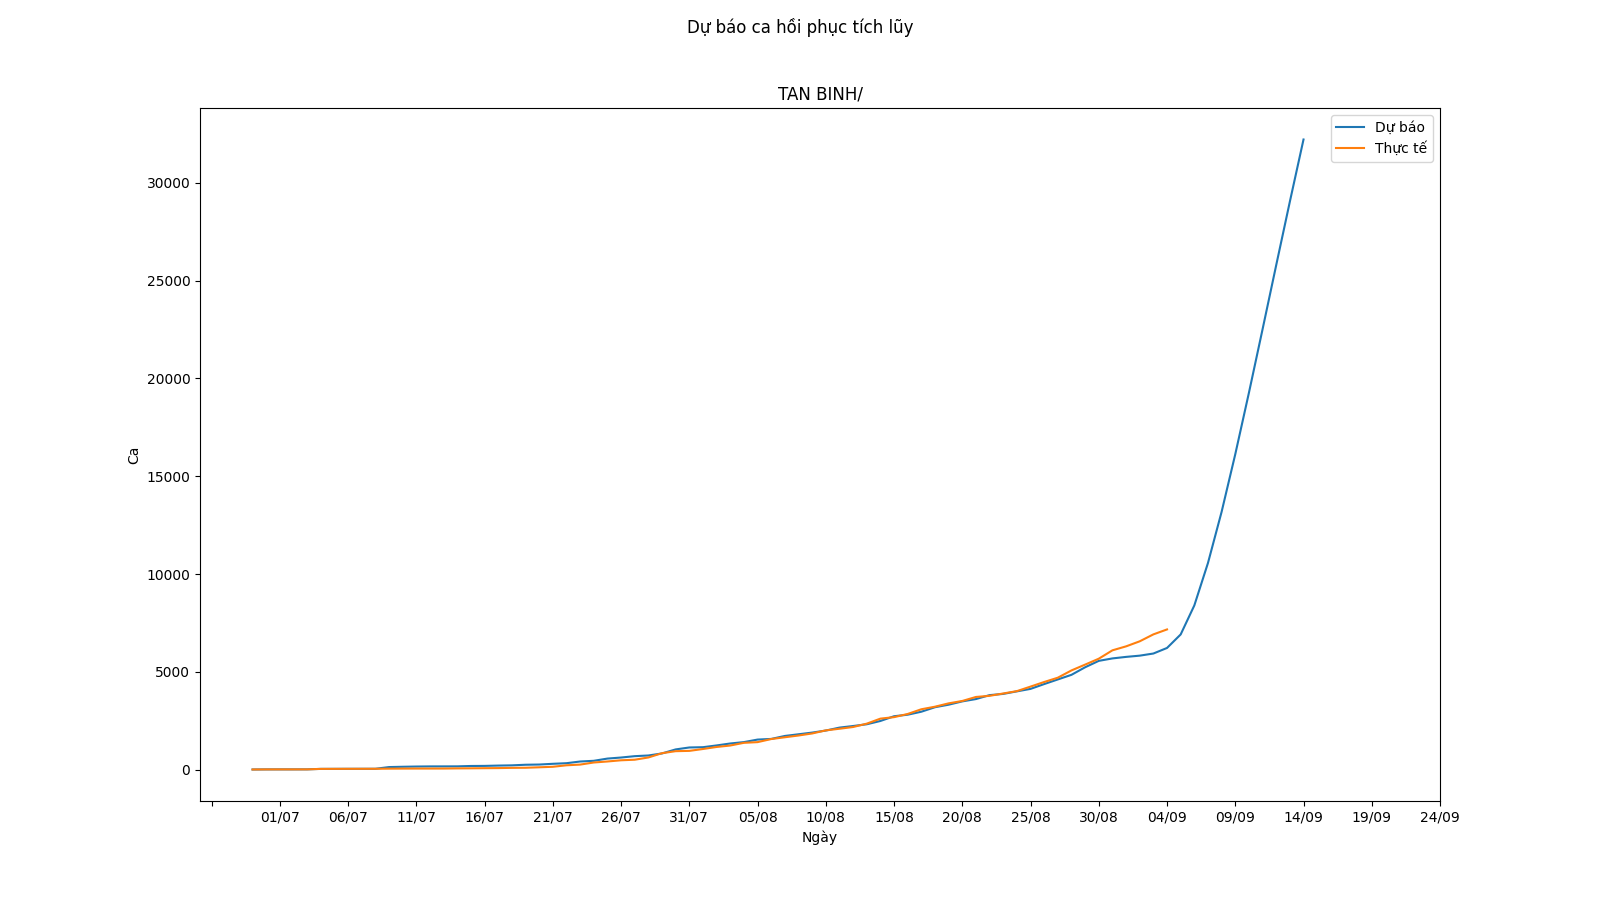 Dự báo ca hồi phục tích lũy
TAN BINH/
Dự báo
Thực tế
30000
25000
20000
15000
10000
5000
0
Ca
01/07 06/07 11/07 16/07 21/07 26/07 31/07 05/08 10/08 15/08 20/08 25/08 30/08 04/09 09/09 14/09 19/09 24/09
Ngày